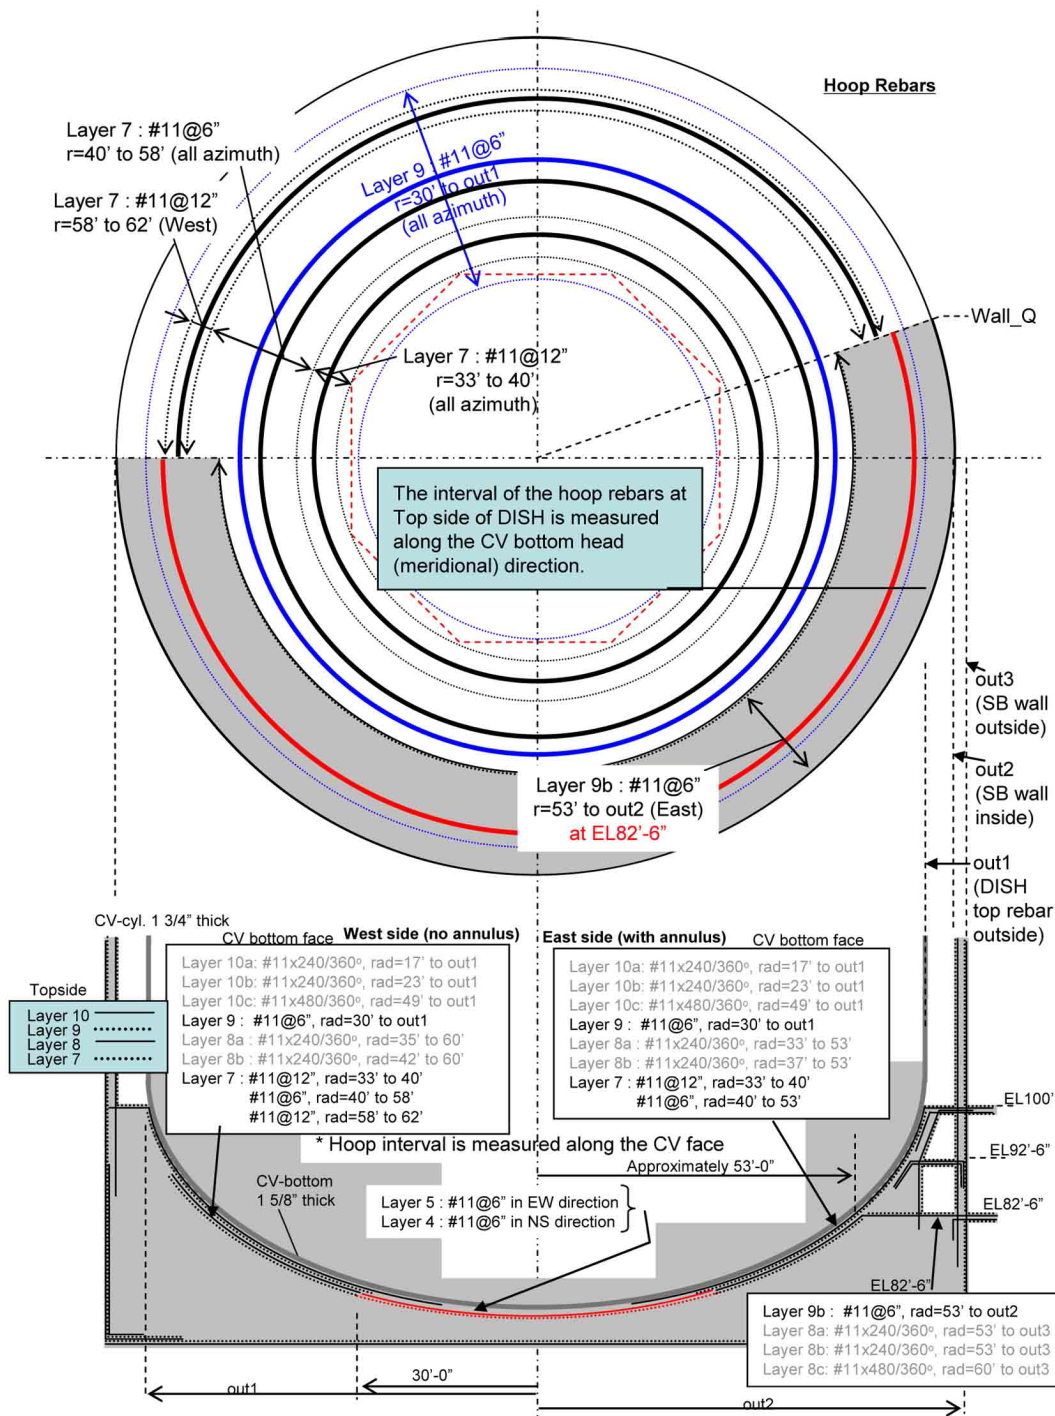 Hoop Rebars
Layer 7 : #11@6"
r=40' to 58' (all azimuth)
Layer 7 : #11@12"
r=58' to 62' (West)
Layer 9 : #11@6"
r=30' to out1
(all azimuth)
Wall_Q
Layer 7 : #11@12"
r=33' to 40'
(all azimuth)
The interval of the hoop rebars at
Top side of DISH is measured
along the CV bottom head
(meridional) direction.
out3
(SB wall
outside)
out2
(SB wall
inside)
out1
(DISH
top rebar
outside)
Layer 9b : #11@6"
r=53' to out2 (East)
at EL82'-6"
CV-cyl. 1 3/4" thick
CV bottom face
West side (no annulus)
Layer 10a: #11x240/360º, rad=17' to out1
Layer 10b: #11x240/360º, rad=23' to out1
Layer 10c: #11x480/360º, rad=49' to out1
Layer 9 : #11@6", rad=30' to out1
Layer 8a : #11x240/360º, rad=35' to 60'
Layer 8b : #11x240/360º, rad=42' to 60'
Layer 7 : #11@12", rad=33' to 40'
#11@6", rad=40' to 58'
#11@12", rad=58' to 62'
East side (with annulus)
CV bottom face
Layer 10a: #11x240/360º, rad=17' to out1
Layer 10b: #11x240/360º, rad=23' to out1
Layer 10c: #11x480/360º, rad=49' to out1
Layer 9 : #11@6", rad=30' to out1
Layer 8a : #11x240/360º, rad=33' to 53'
Layer 8b : #11x240/360º, rad=37' to 53'
Layer 7 : #11@12", rad=33' to 40'
#11@6", rad=40' to 53'
Topside
Layer 10
Layer 9
Layer 8
Layer 7
* Hoop interval is measured along the CV face
Approximately 53'-0"
EL100'
EL92'-6"
EL82'-6"
CV-bottom
1 5/8" thick
Layer 5 : #11@6" in EW direction
Layer 4 : #11@6" in NS direction
EL82'-6"
Layer 9b : #11@6", rad=53' to out2
Layer 8a: #11x240/360º, rad=53' to out3
Layer 8b: #11x240/360º, rad=53' to out3
Layer 8c: #11x480/360º, rad=60' to out3
30'-0"
out1
out2